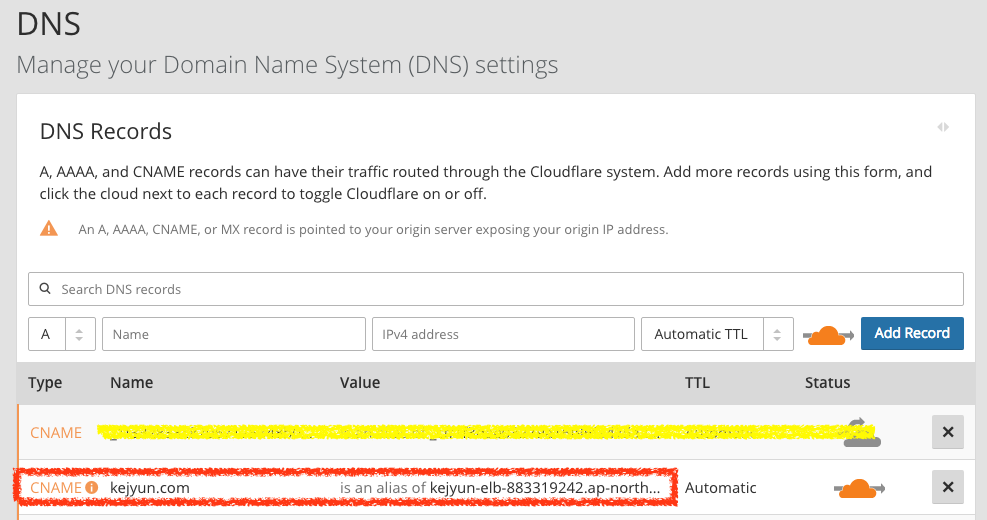 DNS
Manage your Domain Name System (DNS) settings
DNS Records
A, AAAA, and CNAME records can have their traffic routed through the Cloudflare system. Add more records using this form, and
click the cloud next to each record to toggle Cloudflare on or off.
An A, AAAA, CNAME, or MX record is pointed to your origin server exposing your origin IP address.
Search DNS records
A Name IPv4 address Automatic TTL Add Record
Type Name Value TTL Status
CNAME
CNAME kejyun.com is an alias of kejyun-elb-883319242.ap-north... Automatic